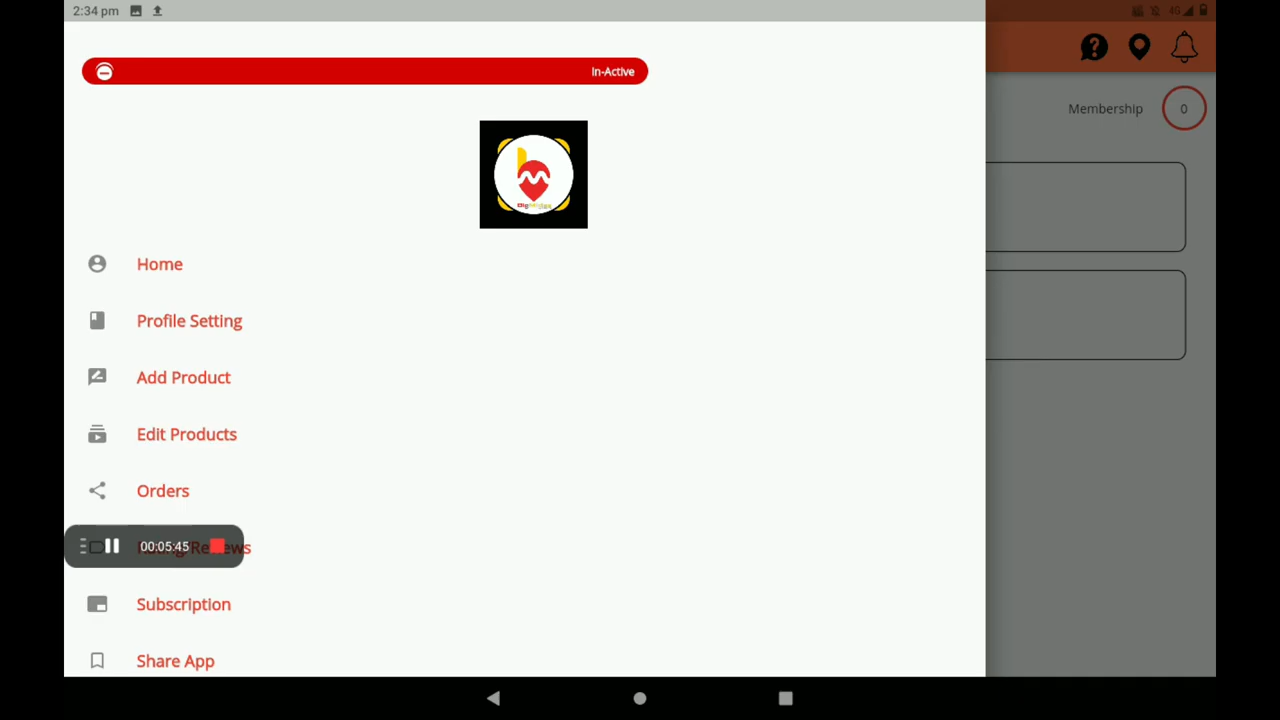 2:34 pm
4G
In-Active
Membership
0
Home
Profile Setting
Add Product
Edit Products
Orders
00:05:45
Subscription
Share App